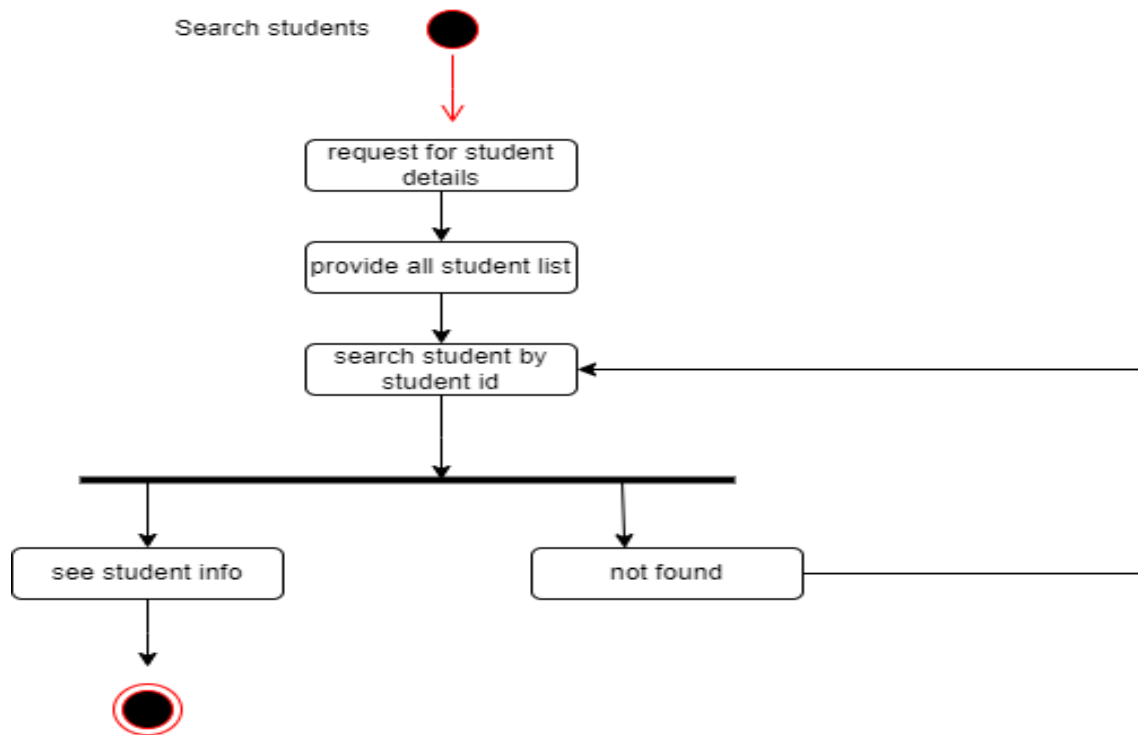 Search students
request for student
details
provide all student list
search student by
student id
see student info
not found